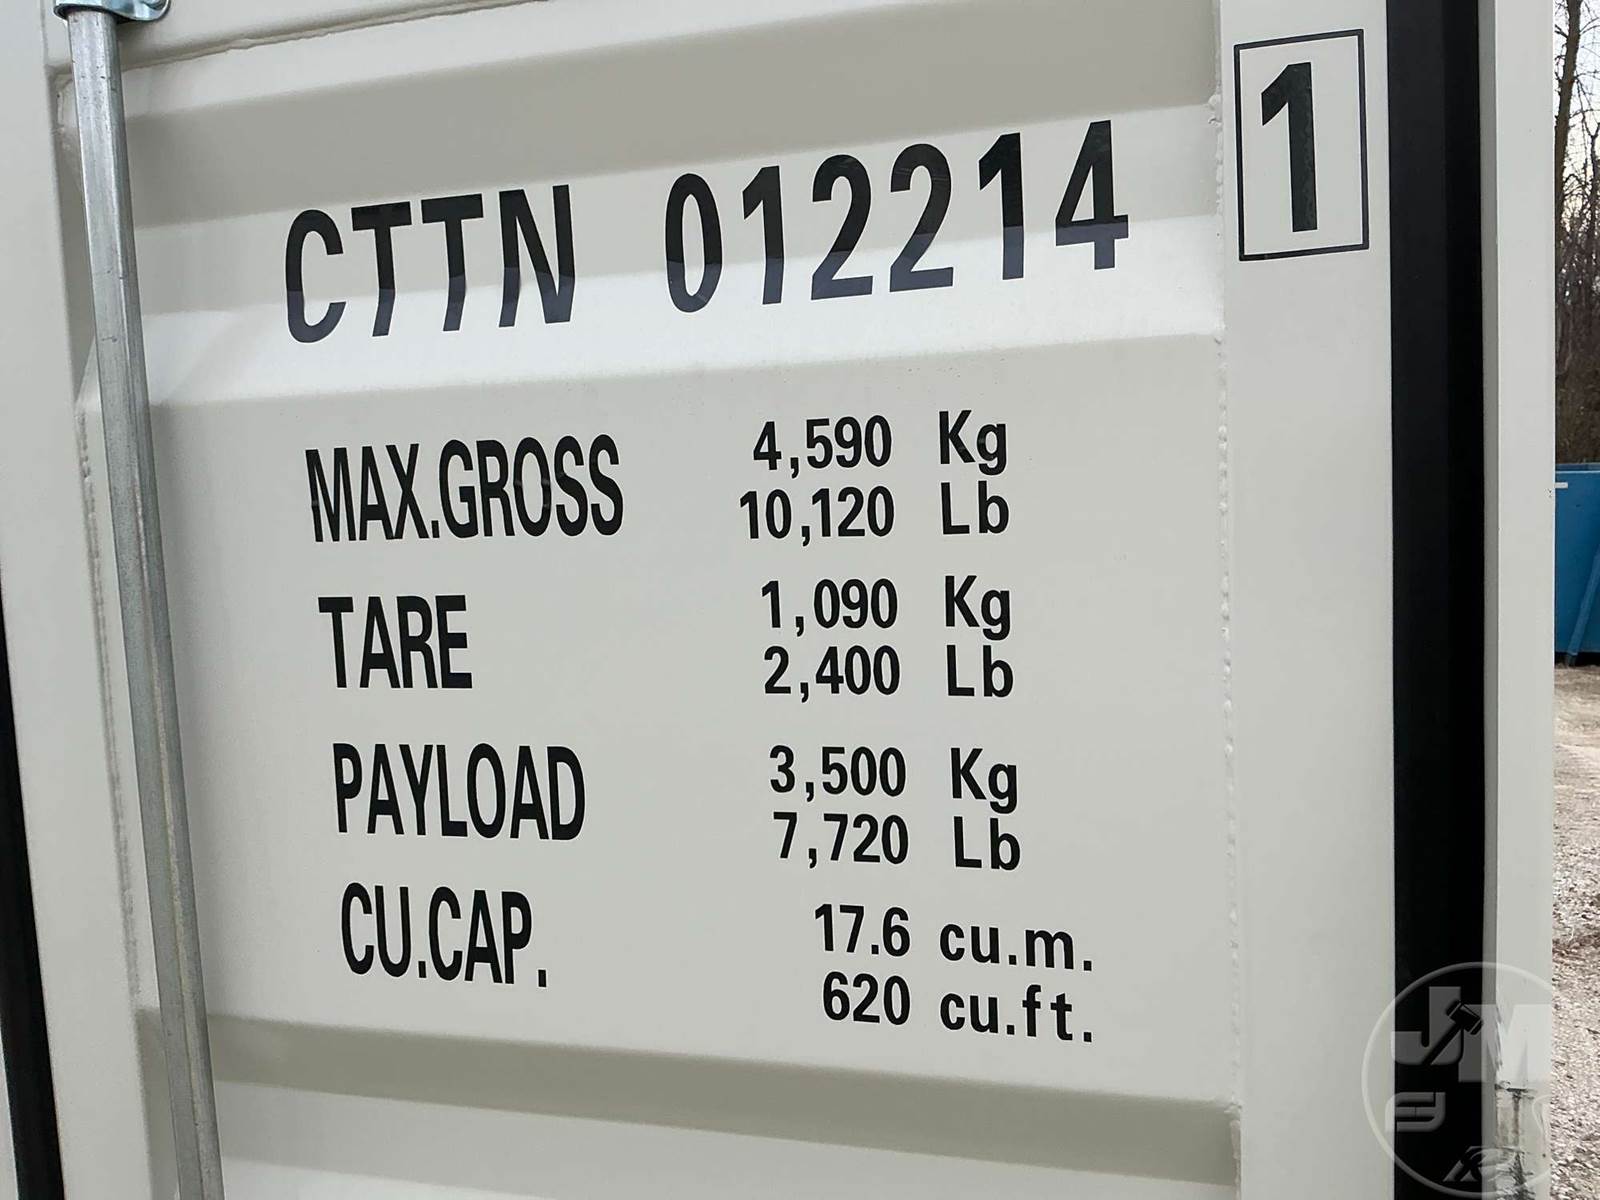 CTTN 012214 1
MAX.GROSS 4,590 Kg
10,120 Lb
TARE 1,090 Kg
2,400 Lb
PAYLOAD 3,500 Kg
7,720 Lb
CU.CAP. 17.6 cu.m.
620 cu.ft.
JM